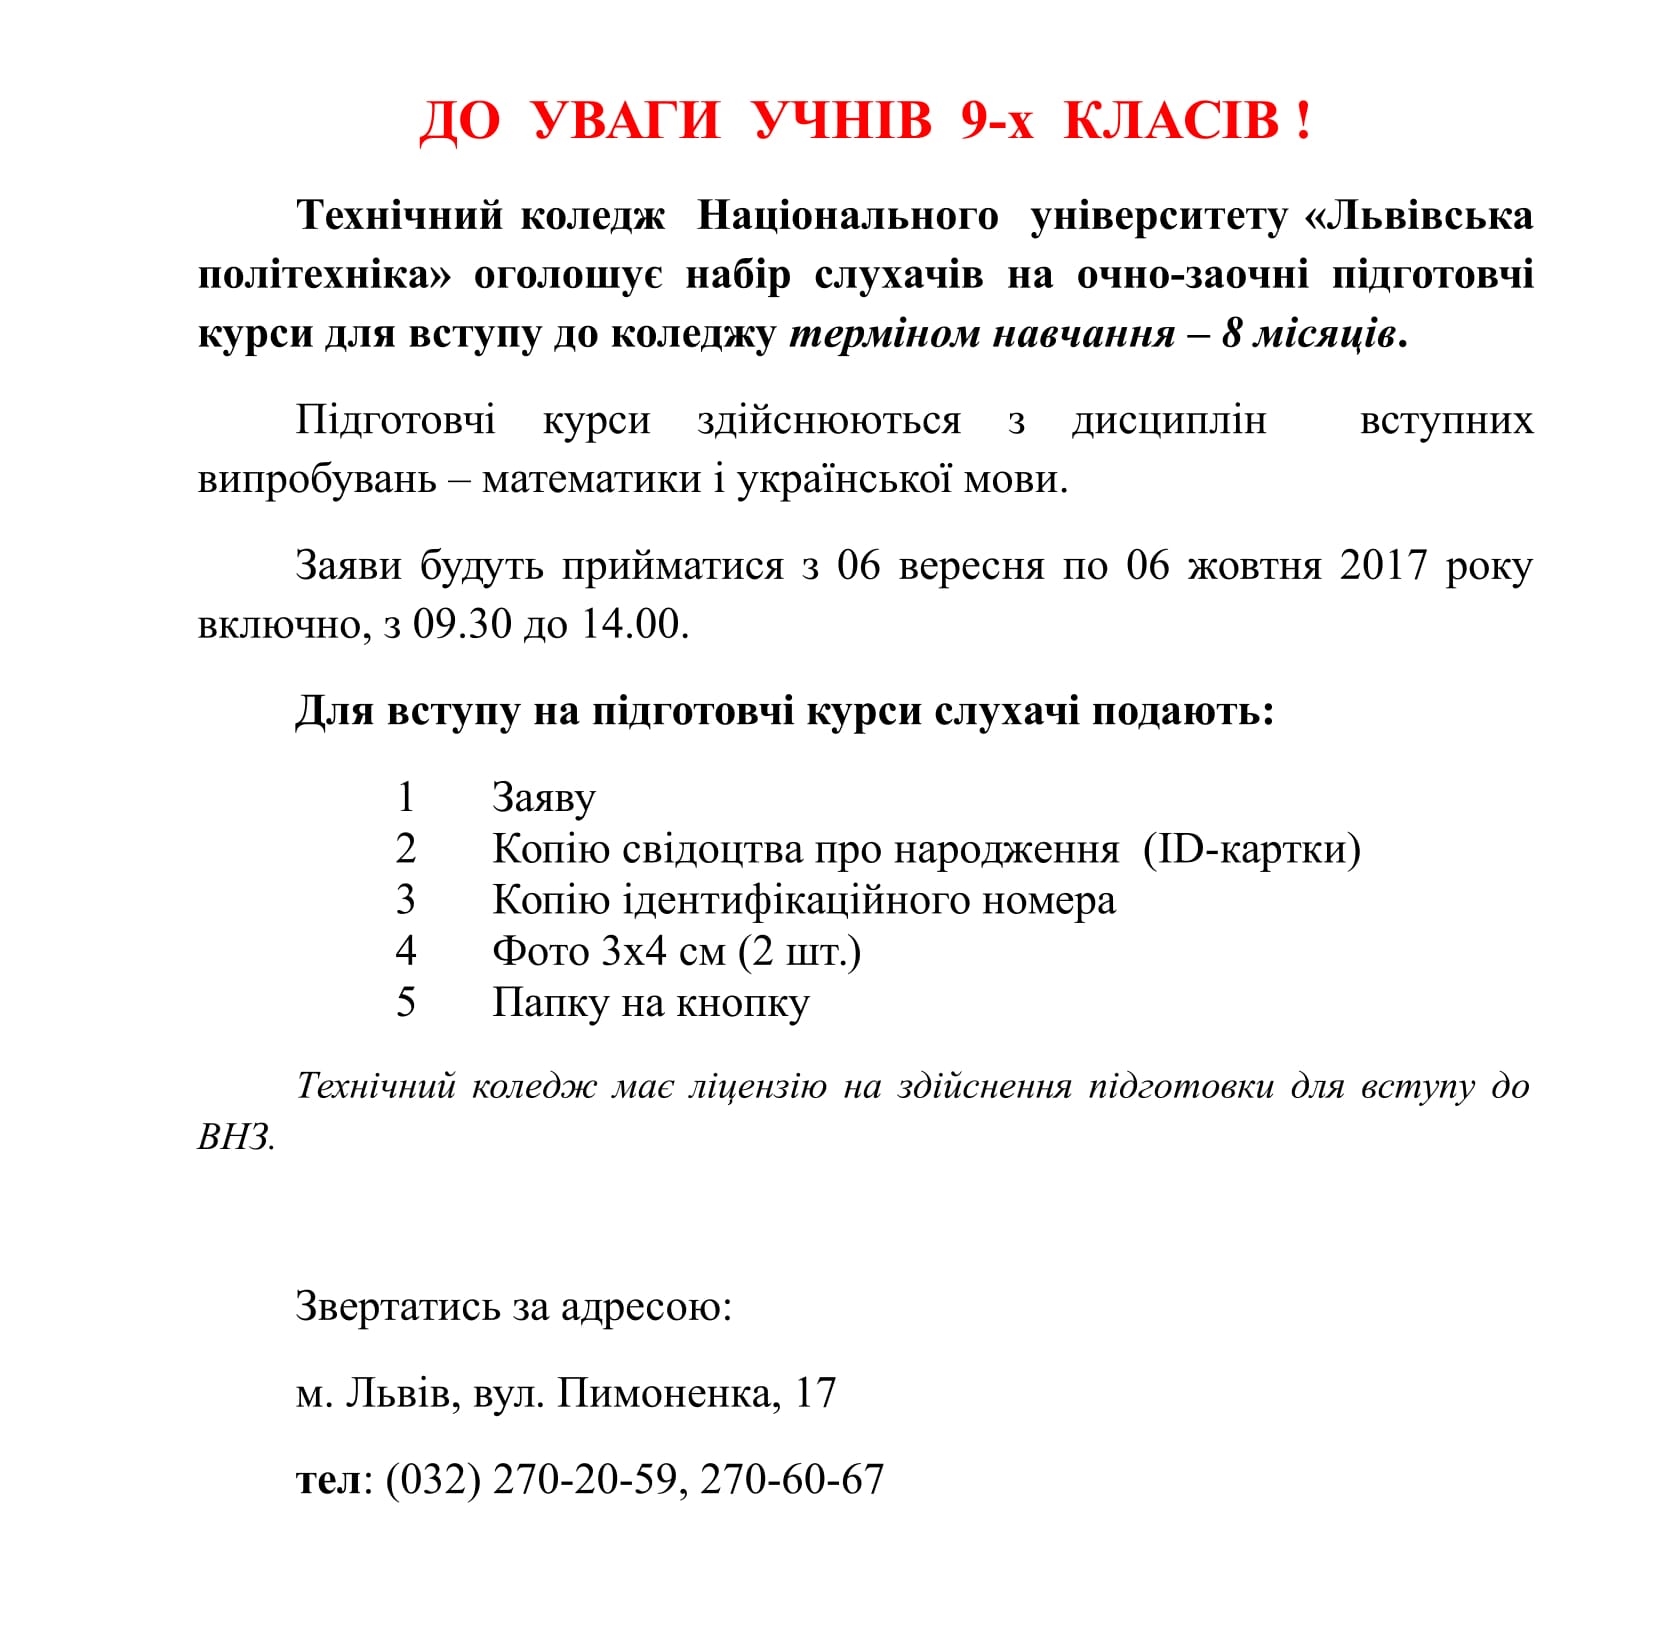 ДО УВАГИ УЧНІВ 9-х КЛАСІВ !
Технічний коледж Національного університету «Львівська
політехніка» оголошує набір слухачів на очно-заочні підготовчі
курси для вступу до коледжу терміном навчання – 8 місяців.
Підготовчі курси здійснюються з дисциплін вступних
випробувань – математики і української мови.
Заяви будуть прийматися з 06 вересня по 06 жовтня 2017 року
включно, з 09.30 до 14.00.
Для вступу на підготовчі курси слухачі подають:
1 Заяву
2 Копію свідоцтва про народження (ID-картки)
3 Копію ідентифікаційного номера
4 Фото 3х4 см (2 шт.)
5 Папку на кнопку
Технічний коледж має ліцензію на здійснення підготовки для вступу до
ВНЗ.
Звертатись за адресою:
м. Львів, вул. Пимоненка, 17
тел: (032) 270-20-59, 270-60-67